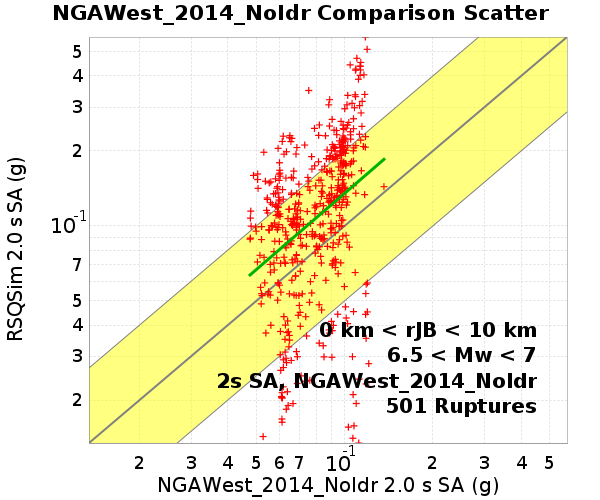 NGAWest_2014_NoIdr Comparison Scatter
RSQSim 2.0 s SA (g)
5
4
3
2
10-1
7
5
4
3
2
0 km < rJB < 10 km
6.5 < Mw < 7
2s SA, NGAWest_2014_NoIdr
501 Ruptures
2 3 4 5 6 7 10-1 2 3 4 5
NGAWest_2014_NoIdr 2.0 s SA (g)